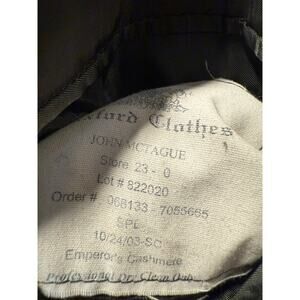 xford Clothes
JOHN MCTAGUE
Store 23 - 0
Lot # 822020
Order # 068133 - 7055665
SPE
10/24/03-SC
Emperor's Cashmere
Professional Dry Clean Only